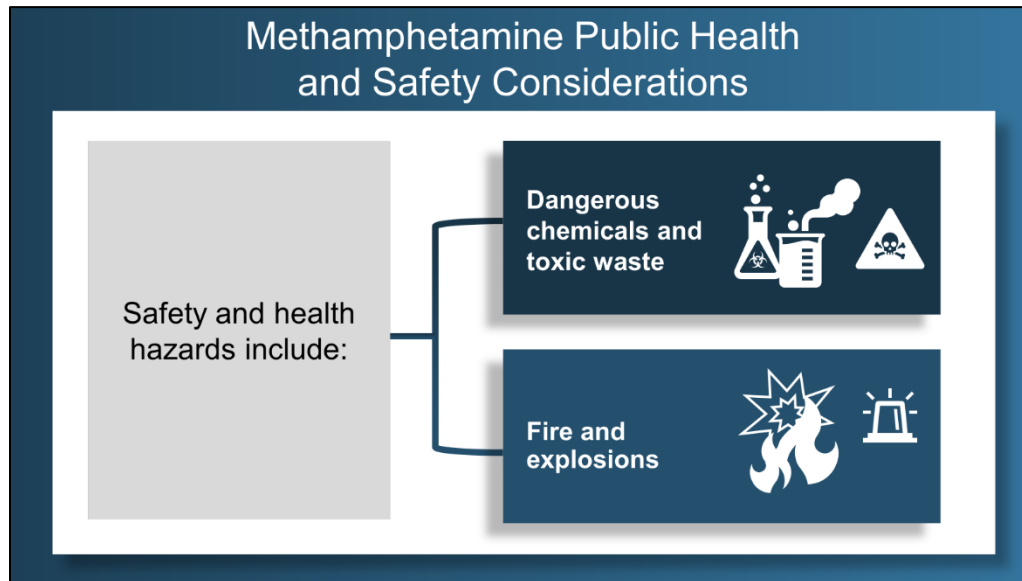 Methamphetamine Public Health
and Safety Considerations
Safety and health
hazards include:
Dangerous
chemicals and
toxic waste
Fire and
explosions